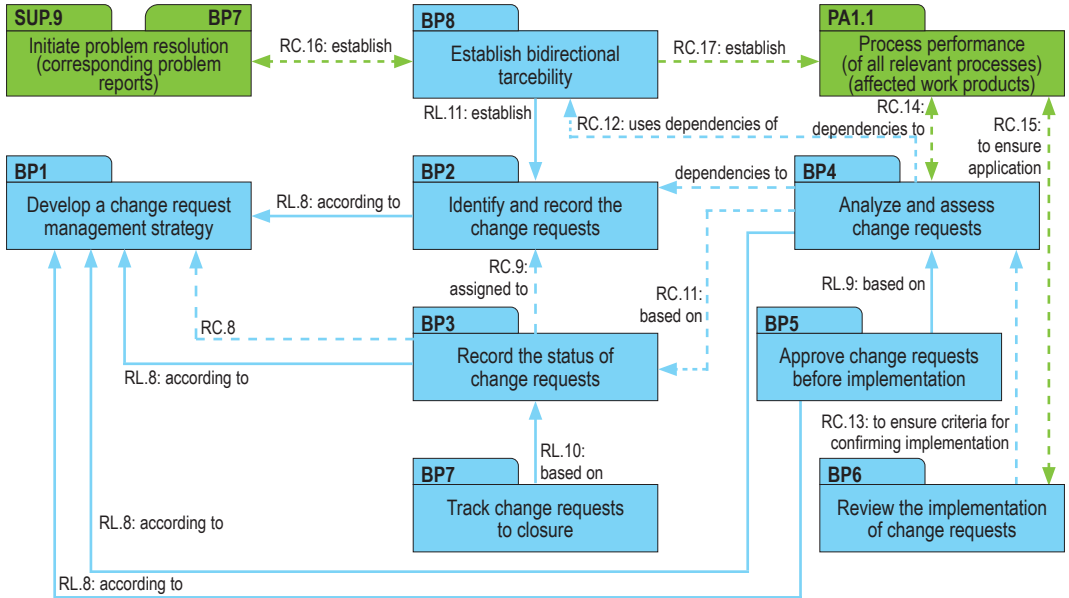 SUP.9 BP7
Initiate problem resolution
(corresponding problem
reports)
RC.16: establish
BP8
Establish bidirectional
tarcebility
RC.17: establish
PA1.1
Process performance
(of all relevant processes)
(affected work products)
RL.11: establish
RC.12: uses dependencies of
RC.14:
dependencies to
RC.15:
to ensure
application
BP1
Develop a change request
management strategy
RL.8: according to
BP2
Identify and record the
change requests
dependencies to
BP4
Analyze and assess
change requests
RC.9:
assigned to
RC.11:
based on
RL.9: based on
RC.8
BP3
Record the status of
change requests
RL.8: according to
BP5
Approve change requests
before implementation
RC.13: to ensure criteria for
confirming implementation
RL.10:
based on
BP7
Track change requests
to closure
BP6
Review the implementation
of change requests
RL.8: according to
RL.8: according to